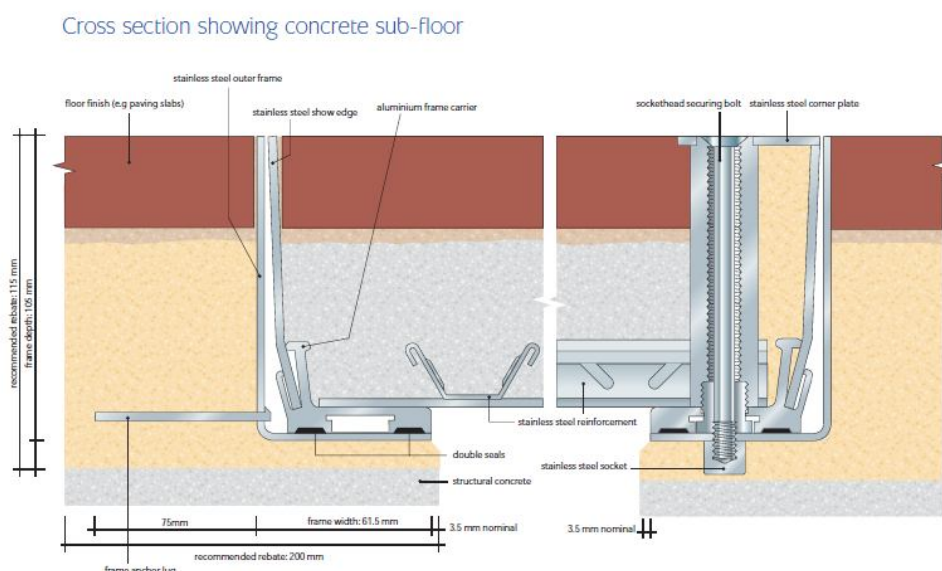 Cross section showing concrete sub-floor
stainless steel outer frame
floor finish (e.g paving slabs)
stainless steel show edge
aluminium frame carrier
sockethead securing bolt
stainless steel corner plate
recommended rebate: 115 mm
frame depth: 105 mm
stainless steel reinforcement
double seals
stainless steel socket
structural concrete
75mm
frame width: 61.5 mm
3.5 mm nominal
3.5 mm nominal
recommended rebate: 200 mm
frame anchor lug